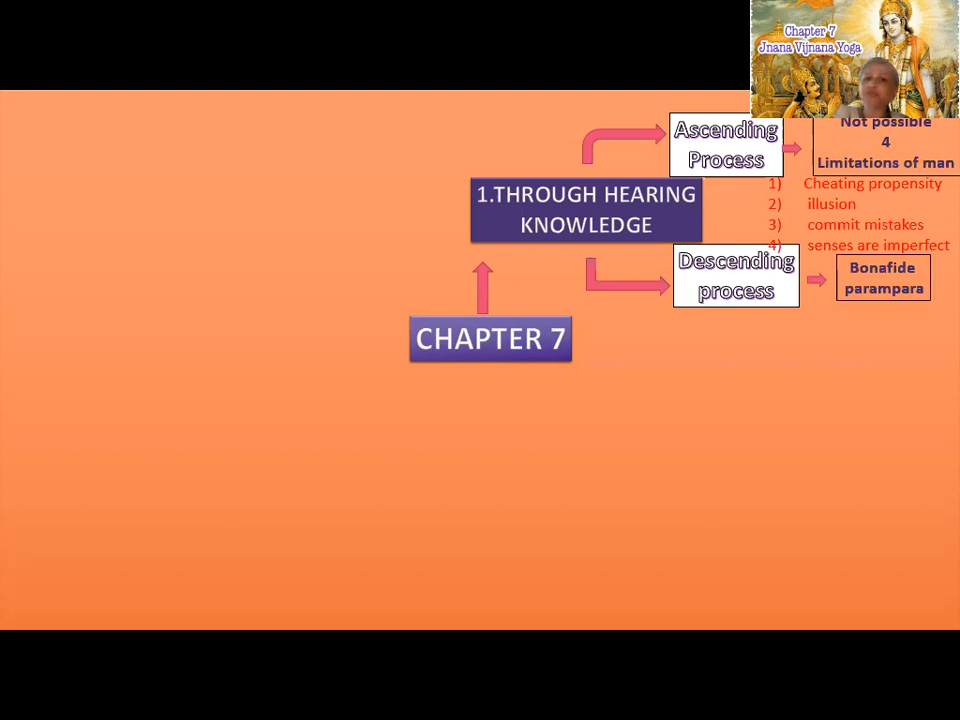 Chapter 7
Jnana Vijnana Yoga
Ascending
Process
Not possible
4
Limitations of man
1) Cheating propensity
2) illusion
3) commit mistakes
4) senses are imperfect
1.THROUGH HEARING
KNOWLEDGE
Descending
process
Bonafide
parampara
CHAPTER 7